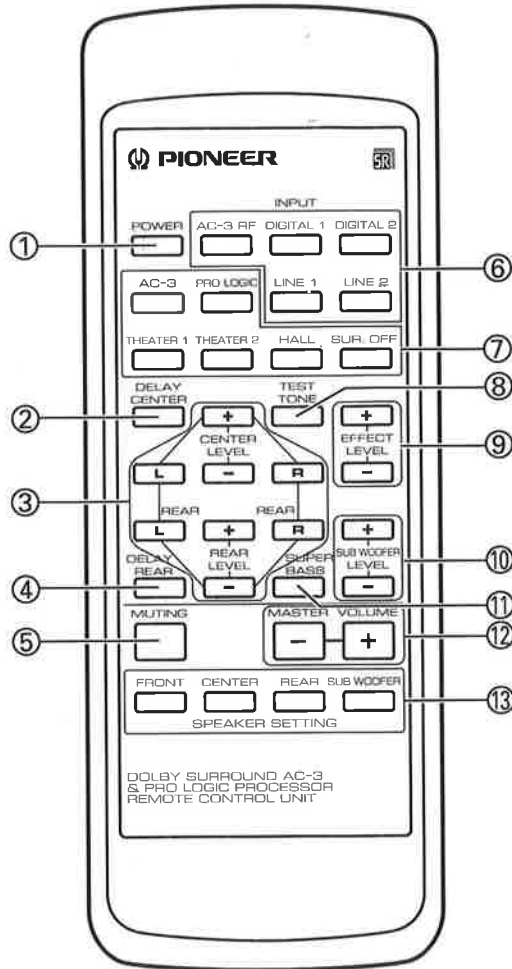 PIONEER
SR
INPUT
POWER AC-3 RF DIGITAL 1 DIGITAL 2
①
AC-3 PRO LOGIC LINE 1 LINE 2
⑥
THEATER 1 THEATER 2 HALL SUR. OFF
⑦
DELAY CENTER
TEST TONE
⑧
②
+
CENTER LEVEL
−
+
EFFECT LEVEL
−
⑨
L
R
③
REAR
REAR
L
R
+
REAR LEVEL
−
+
SUB WOOFER LEVEL
−
⑩
④
DELAY REAR
SUPER BASS
⑪
MUTING
⑤
MASTER VOLUME
− +
⑫
FRONT CENTER REAR SUB WOOFER
⑬
SPEAKER SETTING
DOLBY SURROUND AC-3
& PRO LOGIC PROCESSOR
REMOTE CONTROL UNIT